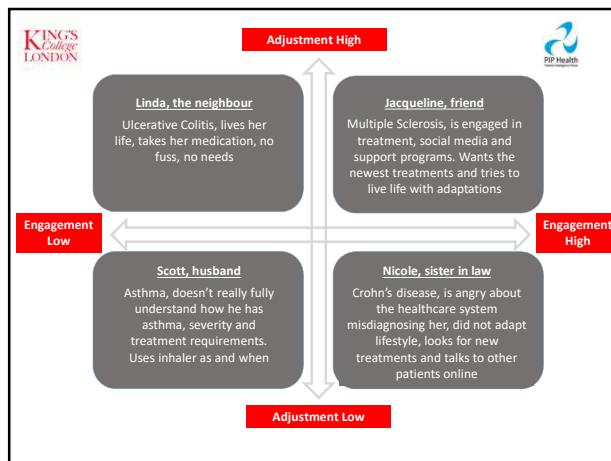 KING'S
College
LONDON
Adjustment High
PIP Health
Linda, the neighbour
Ulcerative Colitis, lives her
life, takes her medication, no
fuss, no needs
Jacqueline, friend
Multiple Sclerosis, is engaged in
treatment, social media and
support programs. Wants the
newest treatments and tries to
live life with adaptations
Engagement
Low
Engagement
High
Scott, husband
Asthma, doesn't really fully
understand how he has
asthma, severity and
treatment requirements.
Uses inhaler as and when
Nicole, sister in law
Crohn's disease, is angry about
the healthcare system
misdiagnosing her, did not adapt
lifestyle, looks for new
treatments and talks to other
patients online
Adjustment Low